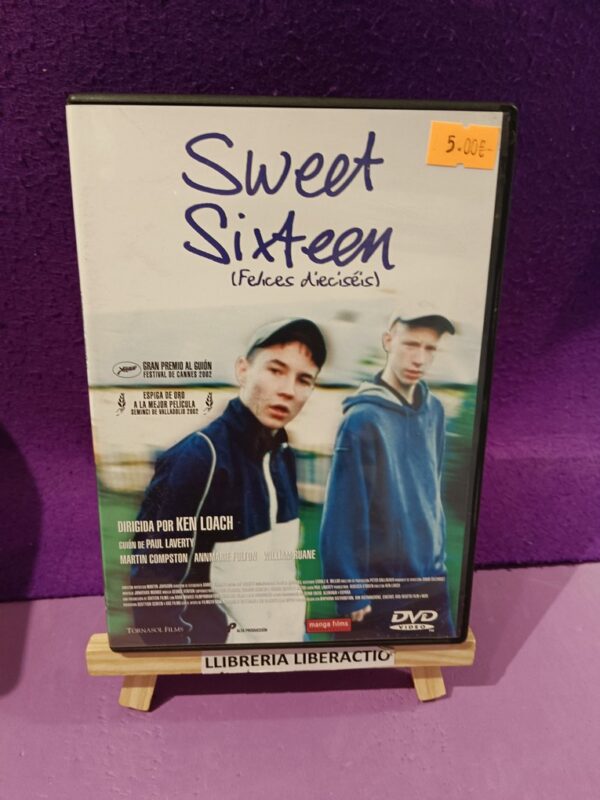 5.00€
Sweet
Sixteen
(Felices dieciséis)
GRAN PREMIO AL GUIÓN
FESTIVAL DE CANNES 2002
ESPIGA DE ORO
A LA MEJOR PELÍCULA
SEMINCI DE VALLADOLID 2002
DIRIGIDA POR KEN LOACH
GUIÓN DE PAUL LAVERTY
MARTIN COMPSTON ANNMARIE FULTON WILLIAM RUANE
TORNASOL FILMS
ALTA PRODUCCIÓN
manga films
DVD
VIDEO
LLIBRERIA LIBERACTIO